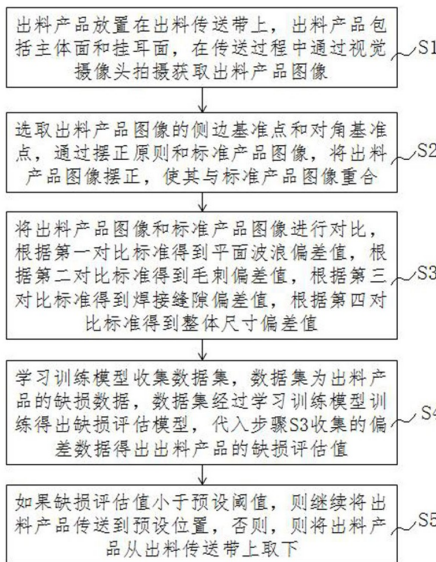 出料产品放置在出料传送带上，出料产品包
括主体面和挂耳面，在传送过程中通过视觉
摄像头拍摄获取出料产品图像
S1
选取出料产品图像的侧边基准点和对角基准
点，通过摆正原则和标准产品图像，将出料
产品图像摆正，使其与标准产品图像重合
S2
将出料产品图像和标准产品图像进行对比，
根据第一对比标准得到平面波浪偏差值，根
据第二对比标准得到毛刺偏差值，根据第三
对比标准得到焊接缝隙偏差值，根据第四对
比标准得到整体尺寸偏差值
S3
学习训练模型收集数据集，数据集为出料产
品的缺损数据，数据集经过学习训练模型训
练得出缺损评估模型，代入步骤S3收集的偏
差数据得出出料产品的缺损评估值
S4
如果缺损评估值小于预设阈值，则继续将出
料产品传送到预设位置，否则，则将出料产
品从出料传送带上取下
S5